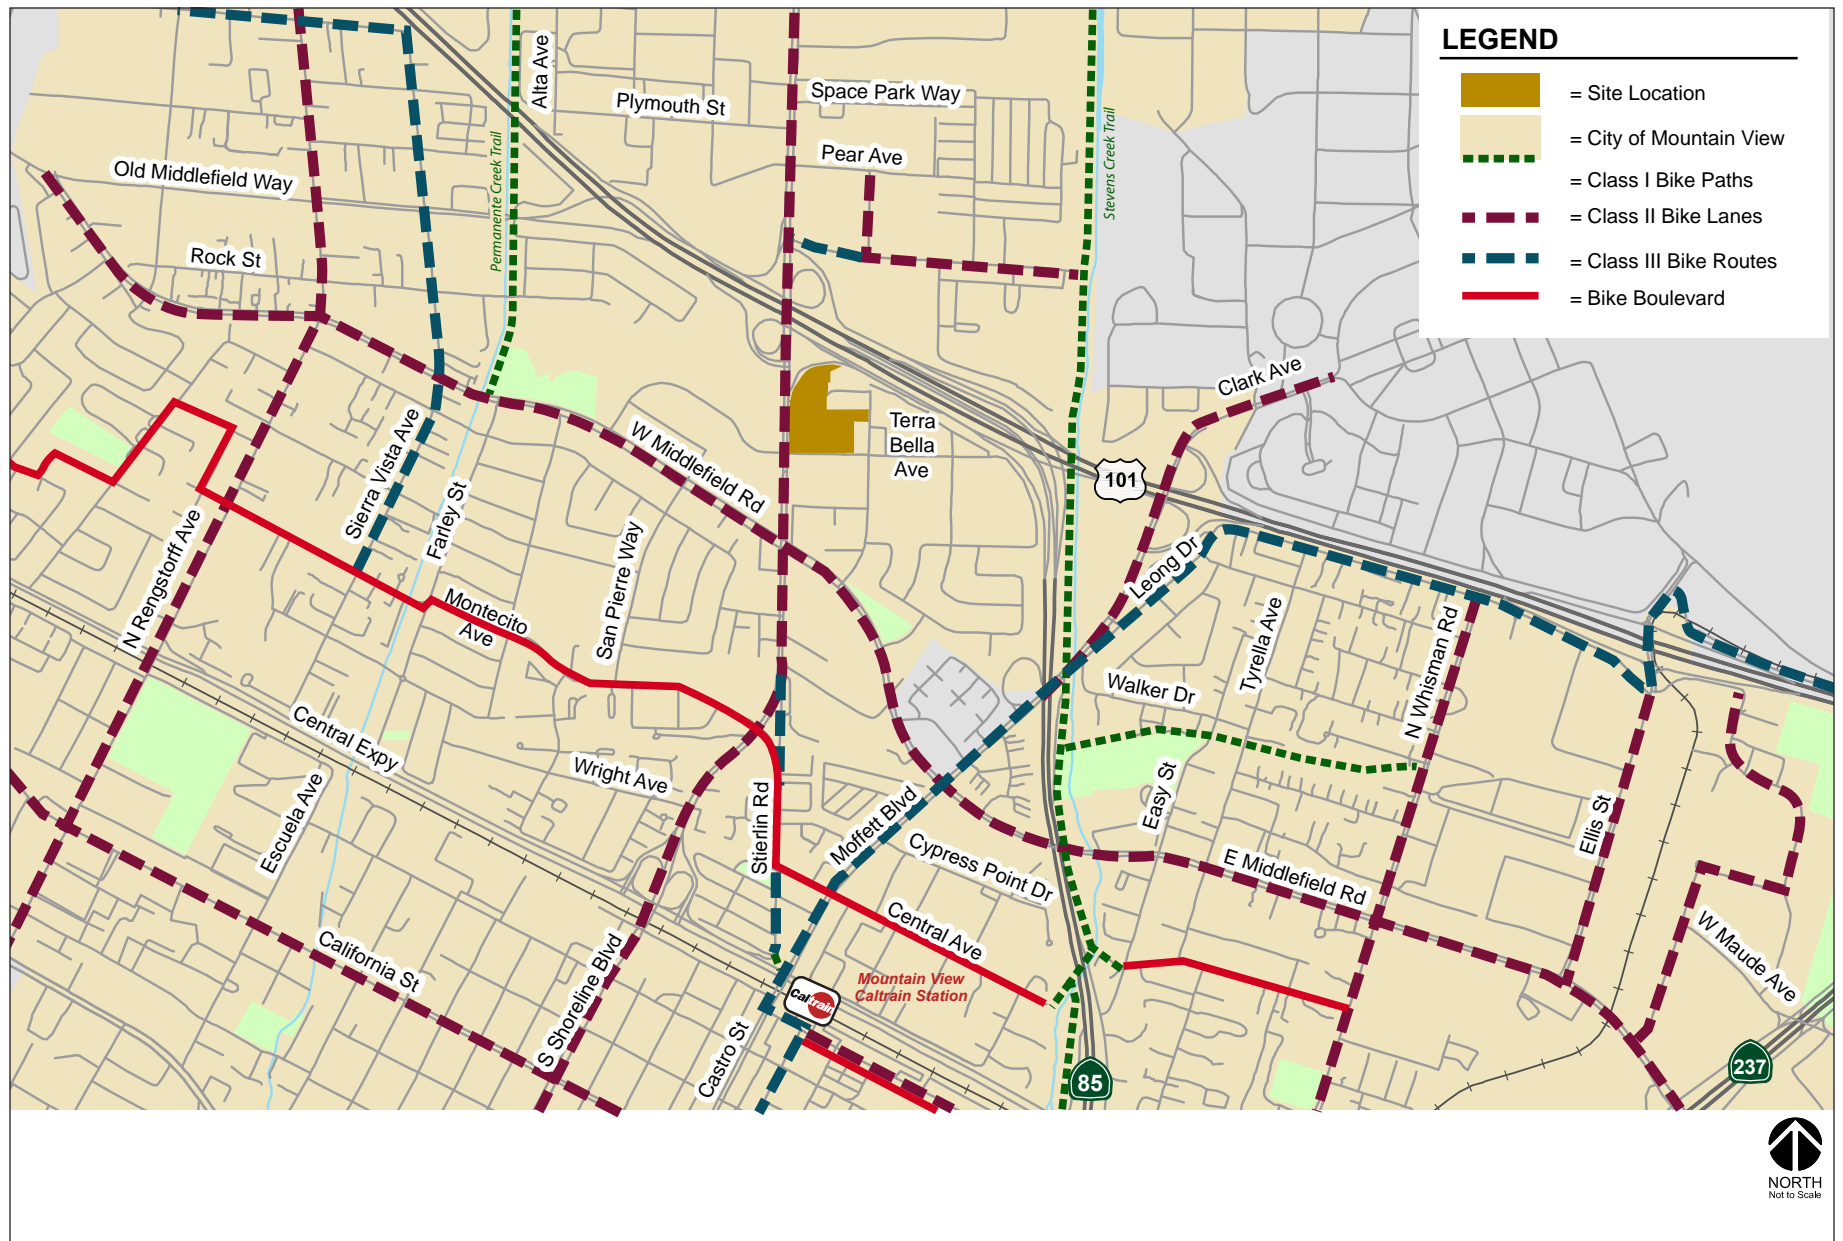 LEGEND
= Site Location
= City of Mountain View
= Class I Bike Paths
= Class II Bike Lanes
= Class III Bike Routes
= Bike Boulevard
Alta Ave
Plymouth St
Space Park Way
Pear Ave
Permanente Creek Trail
Stevens Creek Trail
Old Middlefield Way
Rock St
Clark Ave
Terra
Bella
Ave
W Middlefield Rd
101
Sierra Vista Ave
Farley St
N Rengstorff Ave
San Pierre Way
Montecito
Ave
Leong Dr
Tyrella Ave
N Whisman Rd
Walker Dr
Central Expy
Wright Ave
Escuela Ave
Stierlin Rd
Moffett Blvd
Easy St
Ellis St
Cypress Point Dr
E Middlefield Rd
Central Ave
W Maude Ave
California St
S Shoreline Blvd
Mountain View
Caltrain Station
Caltrain
Castro St
85
237
NORTH
Not to Scale